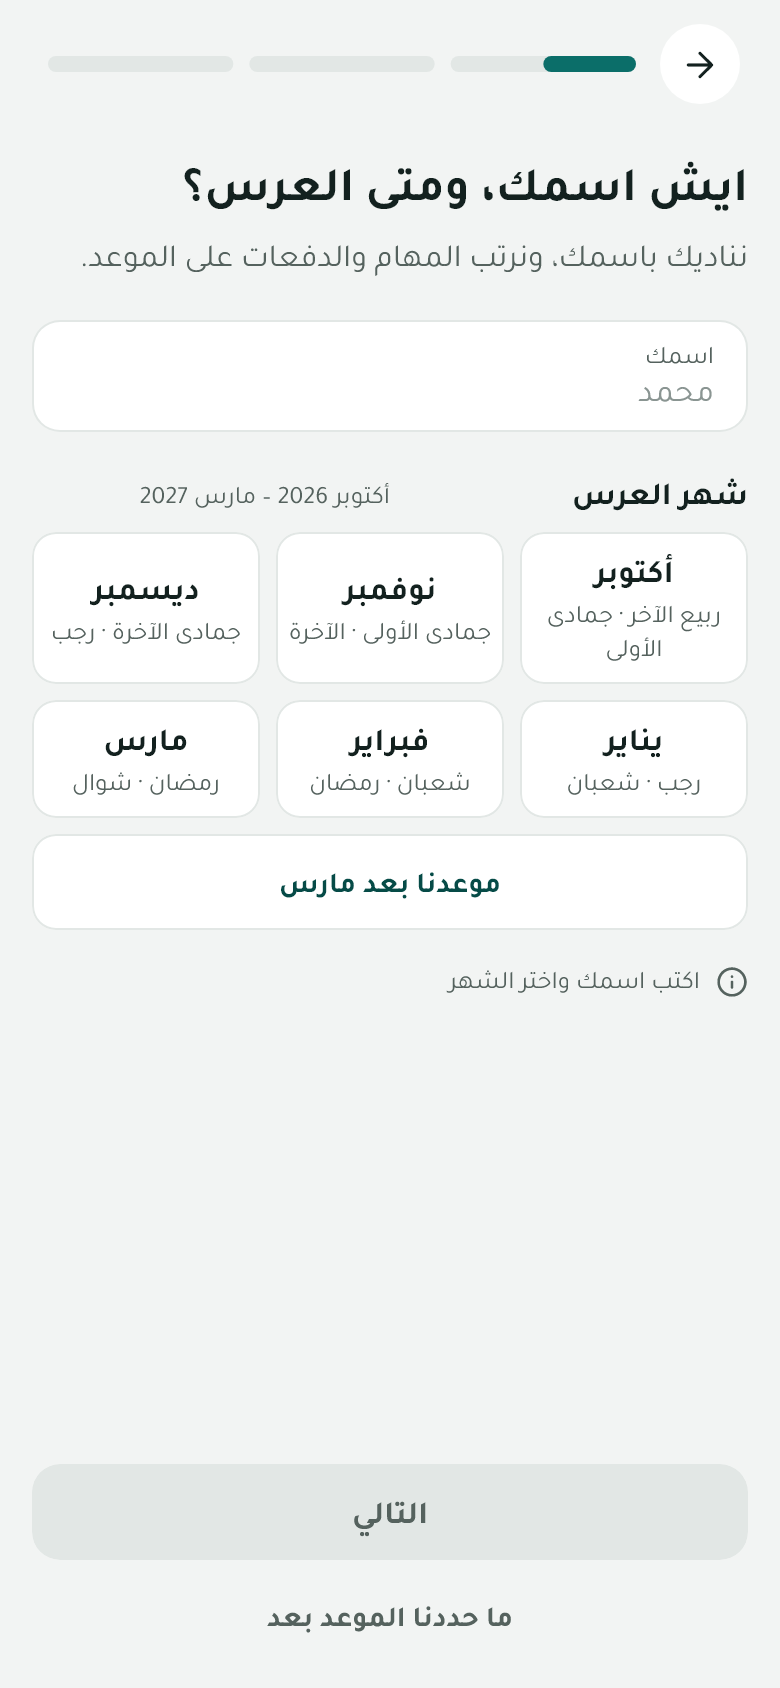 ايش اسمك، ومتى العرس؟
نناديك باسمك، ونرتب المهام والدفعات على الموعد.
اسمك
محمد
شهر العرس
أكتوبر 2026 – مارس 2027
أكتوبر
ربيع الآخر · جمادى
الأولى
نوفمبر
جمادى الأولى · الآخرة
ديسمبر
جمادى الآخرة · رجب
يناير
رجب · شعبان
فبراير
شعبان · رمضان
مارس
رمضان · شوال
موعدنا بعد مارس
اكتب اسمك واختر الشهر
التالي
ما حددنا الموعد بعد